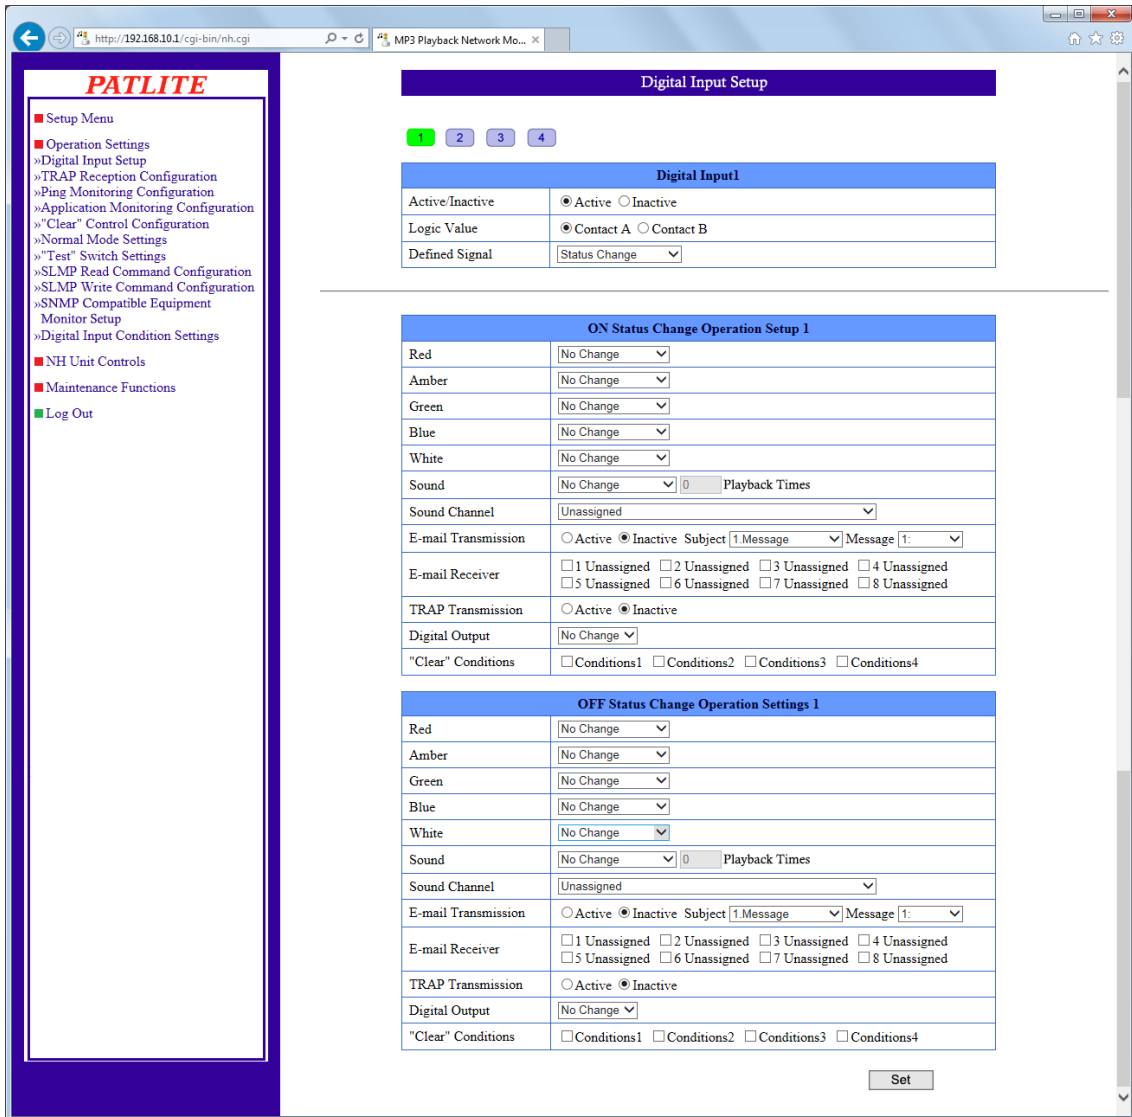 http://192.168.10.1/cgi-bin/nh.cgi
MP3 Playback Network Mo...
PATLITE
Setup Menu
Operation Settings
»Digital Input Setup
»TRAP Reception Configuration
»Ping Monitoring Configuration
»Application Monitoring Configuration
»"Clear" Control Configuration
»Normal Mode Settings
»"Test" Switch Settings
»SLMP Read Command Configuration
»SLMP Write Command Configuration
»SNMP Compatible Equipment
Monitor Setup
»Digital Input Condition Settings
NH Unit Controls
Maintenance Functions
Log Out
Digital Input Setup
1 2 3 4
Digital Input1
Active/Inactive Active Inactive
Logic Value Contact A Contact B
Defined Signal Status Change
ON Status Change Operation Setup 1
Red No Change
Amber No Change
Green No Change
Blue No Change
White No Change
Sound No Change 0 Playback Times
Sound Channel Unassigned
E-mail Transmission Active Inactive Subject 1.Message Message 1:
E-mail Receiver
1 Unassigned 2 Unassigned 3 Unassigned 4 Unassigned
5 Unassigned 6 Unassigned 7 Unassigned 8 Unassigned
TRAP Transmission Active Inactive
Digital Output No Change
"Clear" Conditions Conditions1 Conditions2 Conditions3 Conditions4
OFF Status Change Operation Settings 1
Red No Change
Amber No Change
Green No Change
Blue No Change
White No Change
Sound No Change 0 Playback Times
Sound Channel Unassigned
E-mail Transmission Active Inactive Subject 1.Message Message 1:
E-mail Receiver
1 Unassigned 2 Unassigned 3 Unassigned 4 Unassigned
5 Unassigned 6 Unassigned 7 Unassigned 8 Unassigned
TRAP Transmission Active Inactive
Digital Output No Change
"Clear" Conditions Conditions1 Conditions2 Conditions3 Conditions4
Set